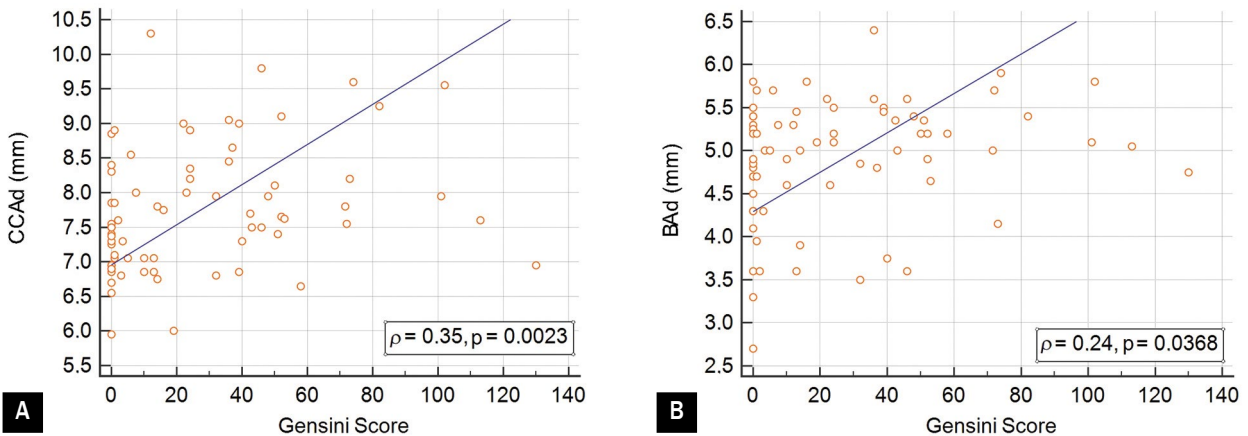 10.5
10.0
9.5
9.0
8.5
8.0
7.5
7.0
6.5
6.0
5.5
CCAd (mm)
ρ = 0.35, p = 0.0023
0 20 40 60 80 100 120 140
Gensini Score
A
6.5
6.0
5.5
5.0
4.5
4.0
3.5
3.0
2.5
BAd (mm)
ρ = 0.24, p = 0.0368
0 20 40 60 80 100 120 140
Gensini Score
B